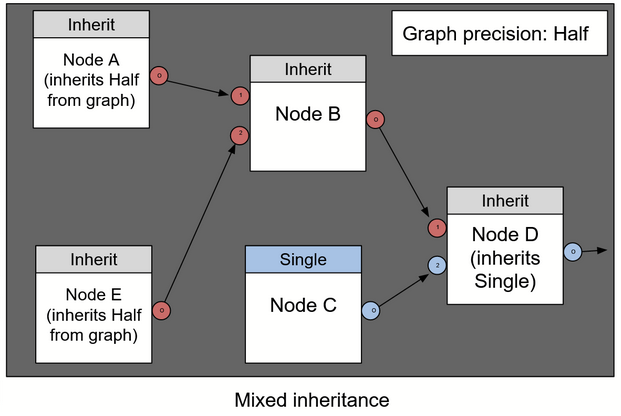 Inherit
Node A
(inherits Half
from graph)
0
Graph precision: Half
Inherit
1
2
Node B
0
Inherit
Node E
(inherits Half
from graph)
0
Single
Node C
0
Inherit
1
2
Node D
(inherits
Single)
0
Mixed inheritance